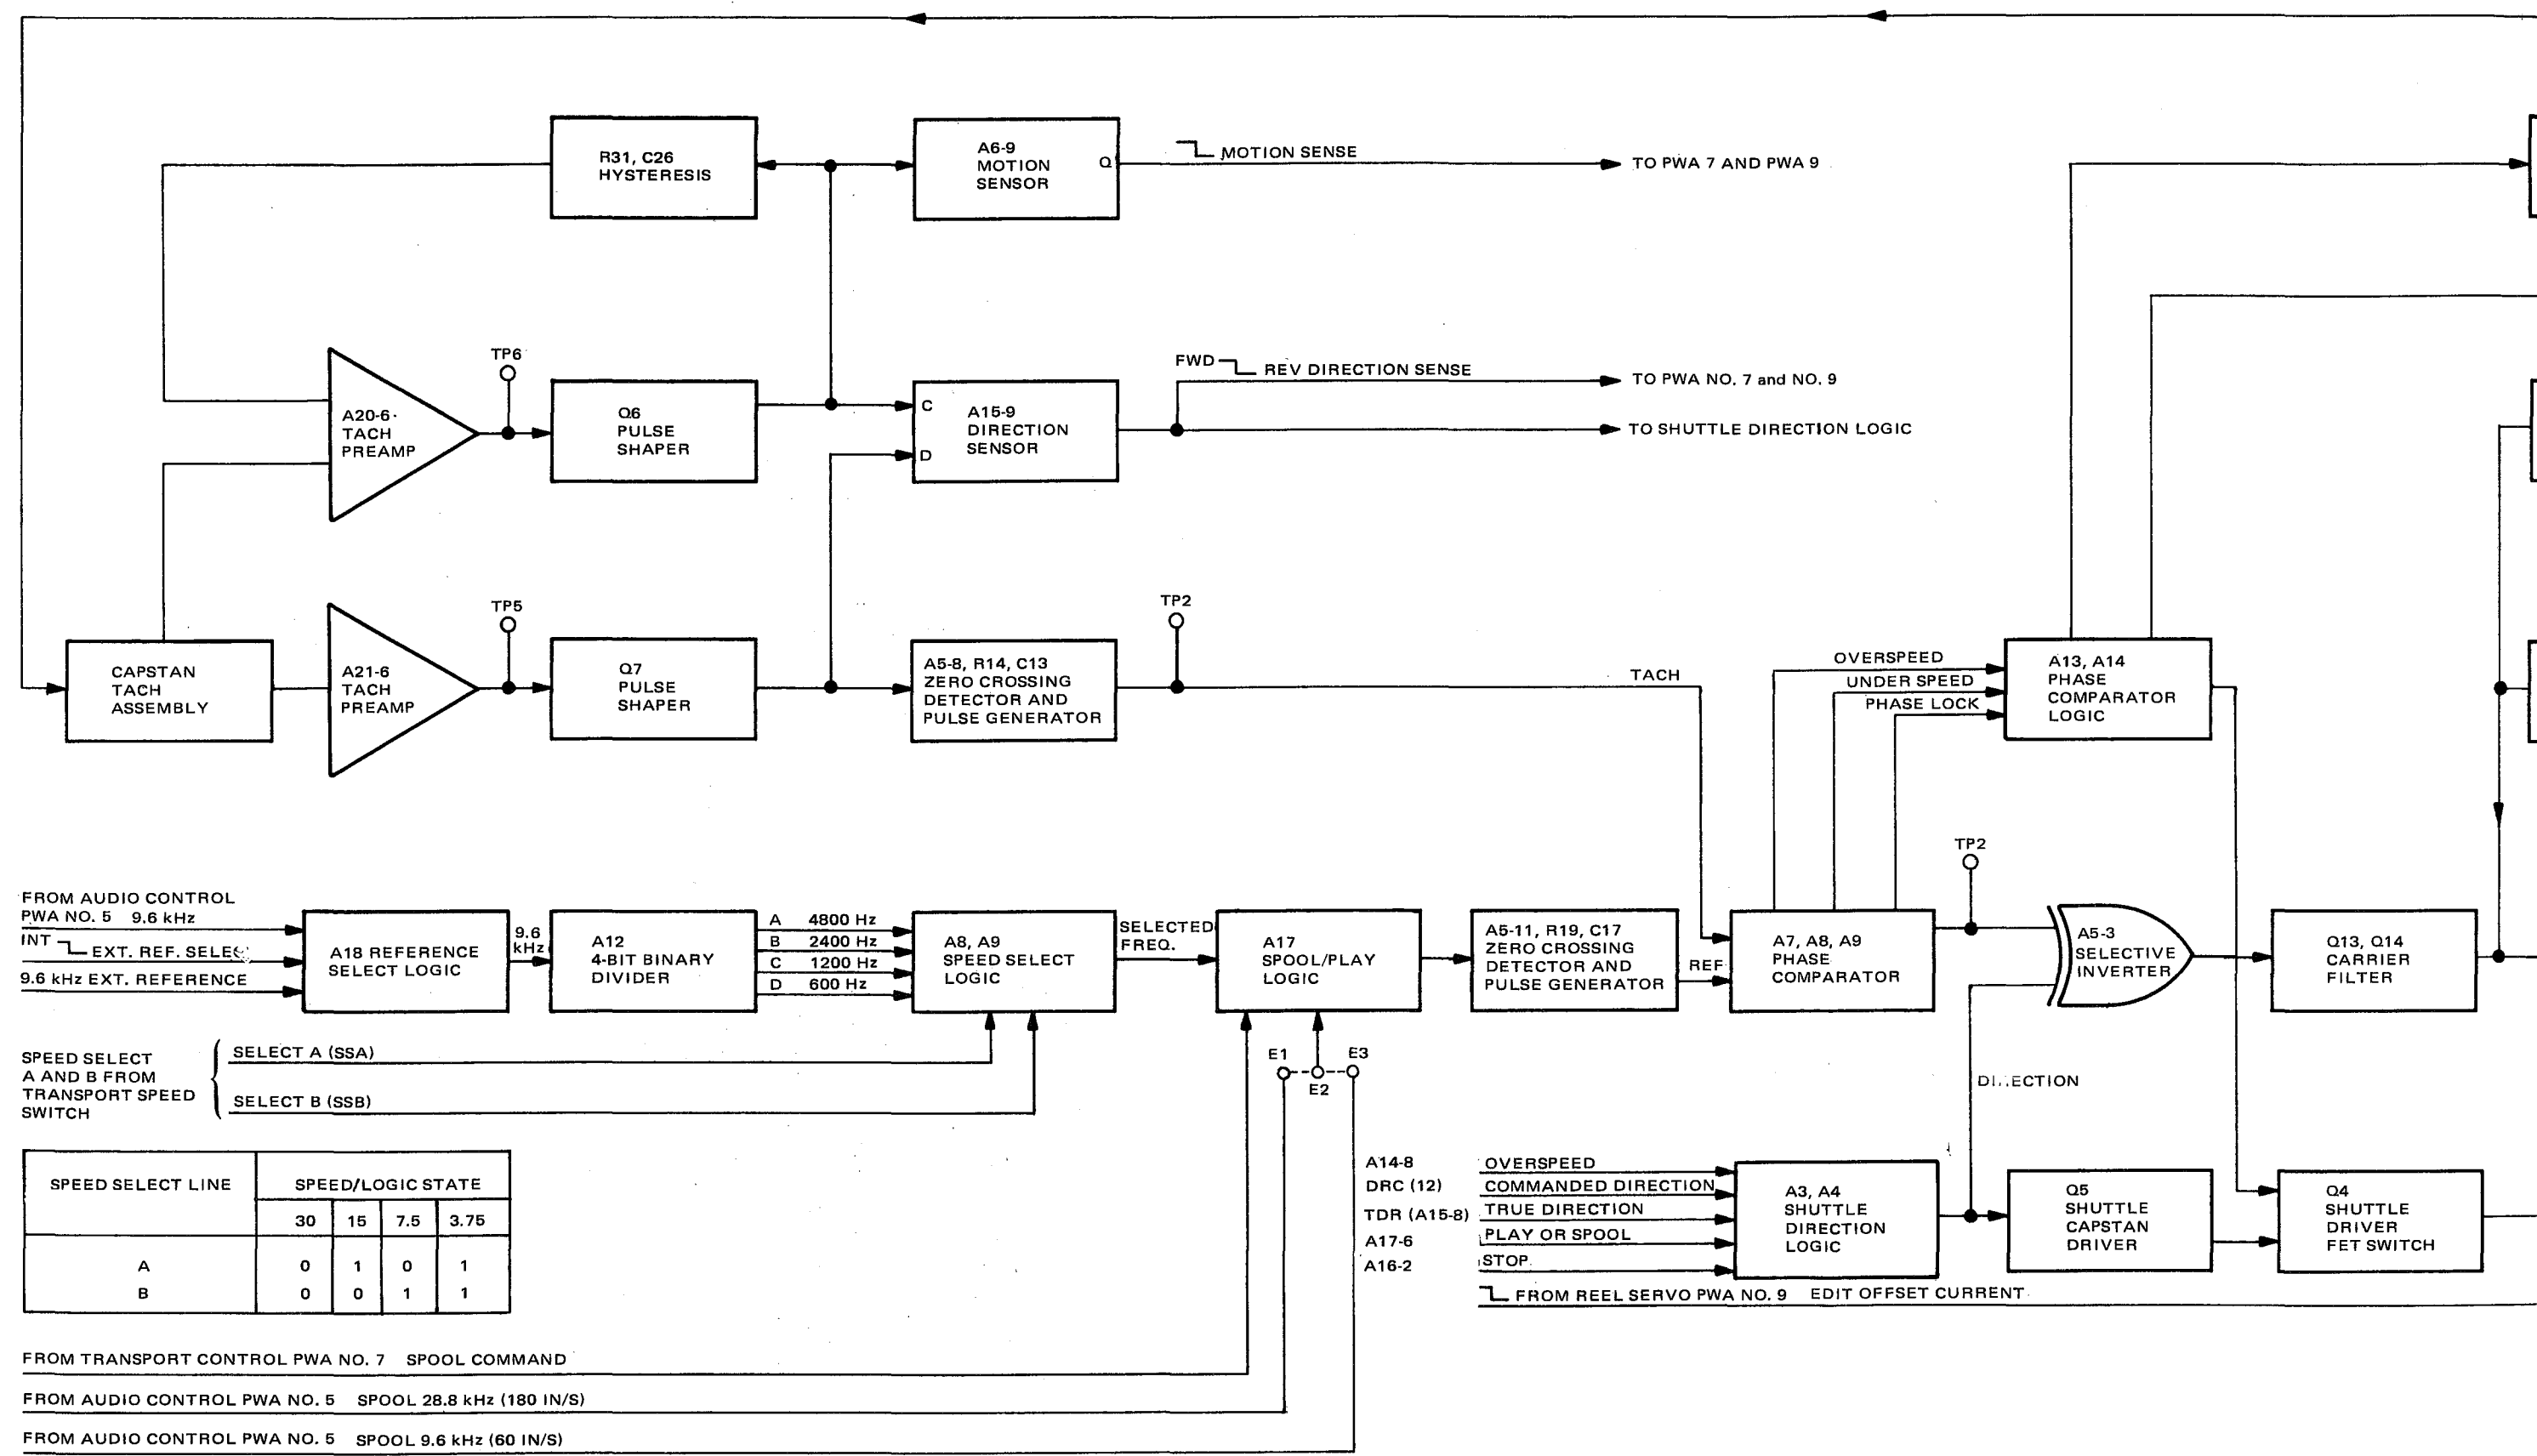 R31, C26
HYSTERESIS
A6-9
MOTION
SENSOR
Q
MOTION SENSE
TO PWA 7 AND PWA 9
TP6
A20-6
TACH
PREAMP
Q6
PULSE
SHAPER
C
D
A15-9
DIRECTION
SENSOR
FWD
REV DIRECTION SENSE
TO PWA NO. 7 and NO. 9
TO SHUTTLE DIRECTION LOGIC
CAPSTAN
TACH
ASSEMBLY
A21-6
TACH
PREAMP
TP5
Q7
PULSE
SHAPER
A5-8, R14, C13
ZERO CROSSING
DETECTOR AND
PULSE GENERATOR
TP2
TACH
OVERSPEED
UNDER SPEED
PHASE LOCK
A13, A14
PHASE
COMPARATOR
LOGIC
FROM AUDIO CONTROL
PWA NO. 5 9.6 kHz
INT
EXT. REF.
9.6 kHz EXT. REFERENCE
A18 REFERENCE
SELECT LOGIC
9.6
kHz
A12
4-BIT BINARY
DIVIDER
A 4800 Hz
B 2400 Hz
C 1200 Hz
D 600 Hz
A8, A9
SPEED SELECT
LOGIC
SELECTED
FREQ.
A17
SPOOL/PLAY
LOGIC
A5-11, R19, C17
ZERO CROSSING
DETECTOR AND
PULSE GENERATOR
REF
A7, A8, A9
PHASE
COMPARATOR
TP2
A5-3
SELECTIVE
INVERTER
Q13, Q14
CARRIER
FILTER
SPEED SELECT
A AND B FROM
TRANSPORT SPEED
SWITCH
SELECT A (SSA)
SELECT B (SSB)
E1
E2
E3
SPEED SELECT LINE
SPEED/LOGIC STATE
30 15 7.5 3.75
A 0 1 0 1
B 0 0 1 1
A14-8 OVERSPEED
DRC (12) COMMANDED DIRECTION
TDR (A15-8) TRUE DIRECTION
A17-6 PLAY OR SPOOL
A16-2 STOP
A3, A4
SHUTTLE
DIRECTION
LOGIC
Q5
SHUTTLE
CAPSTAN
DRIVER
Q4
SHUTTLE
DRIVER
FET SWITCH
FROM REEL SERVO PWA NO. 9 EDIT OFFSET CURRENT
FROM TRANSPORT CONTROL PWA NO. 7 SPOOL COMMAND
FROM AUDIO CONTROL PWA NO. 5 SPOOL 28.8 kHz (180 IN/S)
FROM AUDIO CONTROL PWA NO. 5 SPOOL 9.6 kHz (60 IN/S)